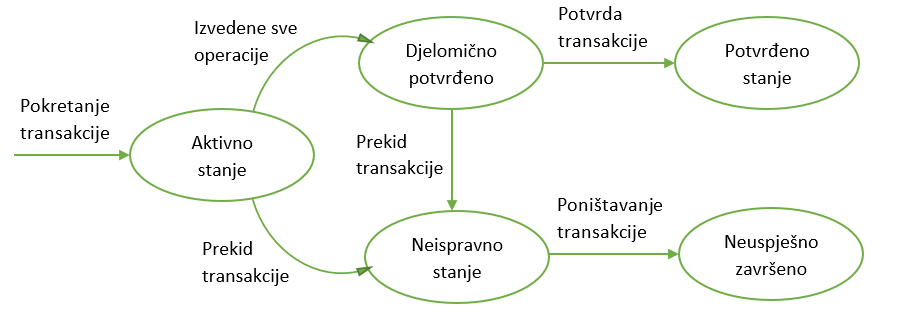 Izvedene sve
operacije
Djelomično
potvrđeno
Potvrda
transakcije
Potvrđeno
stanje
Pokretanje
transakcije
Aktivno
stanje
Prekid
transakcije
Prekid
transakcije
Neispravno
stanje
Poništavanje
transakcije
Neuspješno
završeno